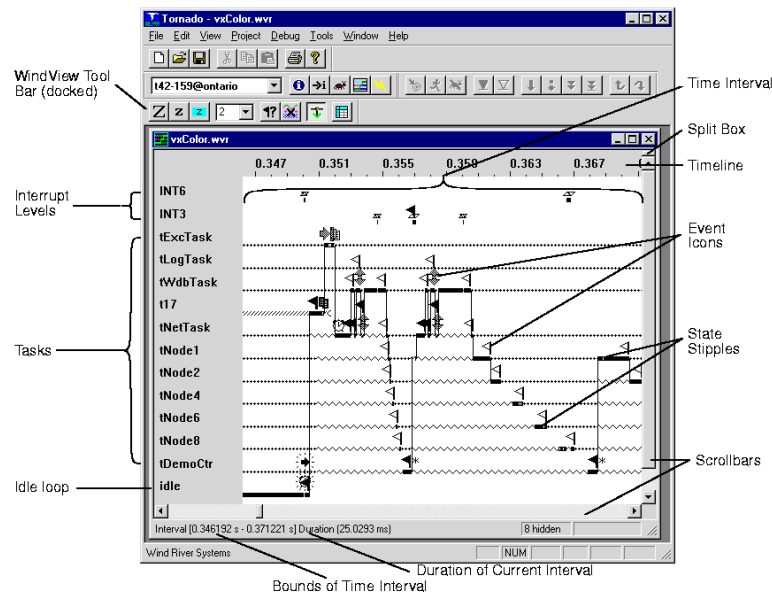 Tornado - vxColor.wvr
File Edit View Project Debug Tools Window Help
WindView Tool
Bar (docked)
t42-159@ontario
Z z z 2
Time Interval
vxColor.wvr
Split Box
0.347 0.351 0.355 0.359 0.363 0.367
Timeline
Interrupt
Levels
INT6
INT3
tExcTask
tLogTask
tWdbTask
t17
tNetTask
tNode1
tNode2
tNode4
tNode6
tNode8
tDemoCtr
idle
Event
Icons
Tasks
State
Stipples
Scrollbars
Idle loop
Interval [0.346192 s - 0.371221 s] Duration (25.0293 ms)
8 hidden
Wind River Systems
NUM
Duration of Current Interval
Bounds of Time Interval